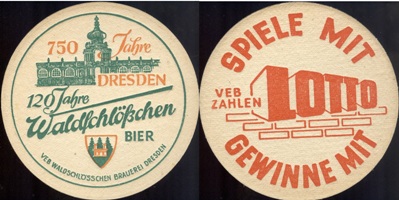 750 Jahre
DRESDEN
120 Jahre
Waldschlößchen
BIER
VEB WALDSCHLÖSSCHEN BRAUEREI DRESDEN
SPIELE MIT
VEB
ZAHLEN
LOTTO
GEWINNE MIT